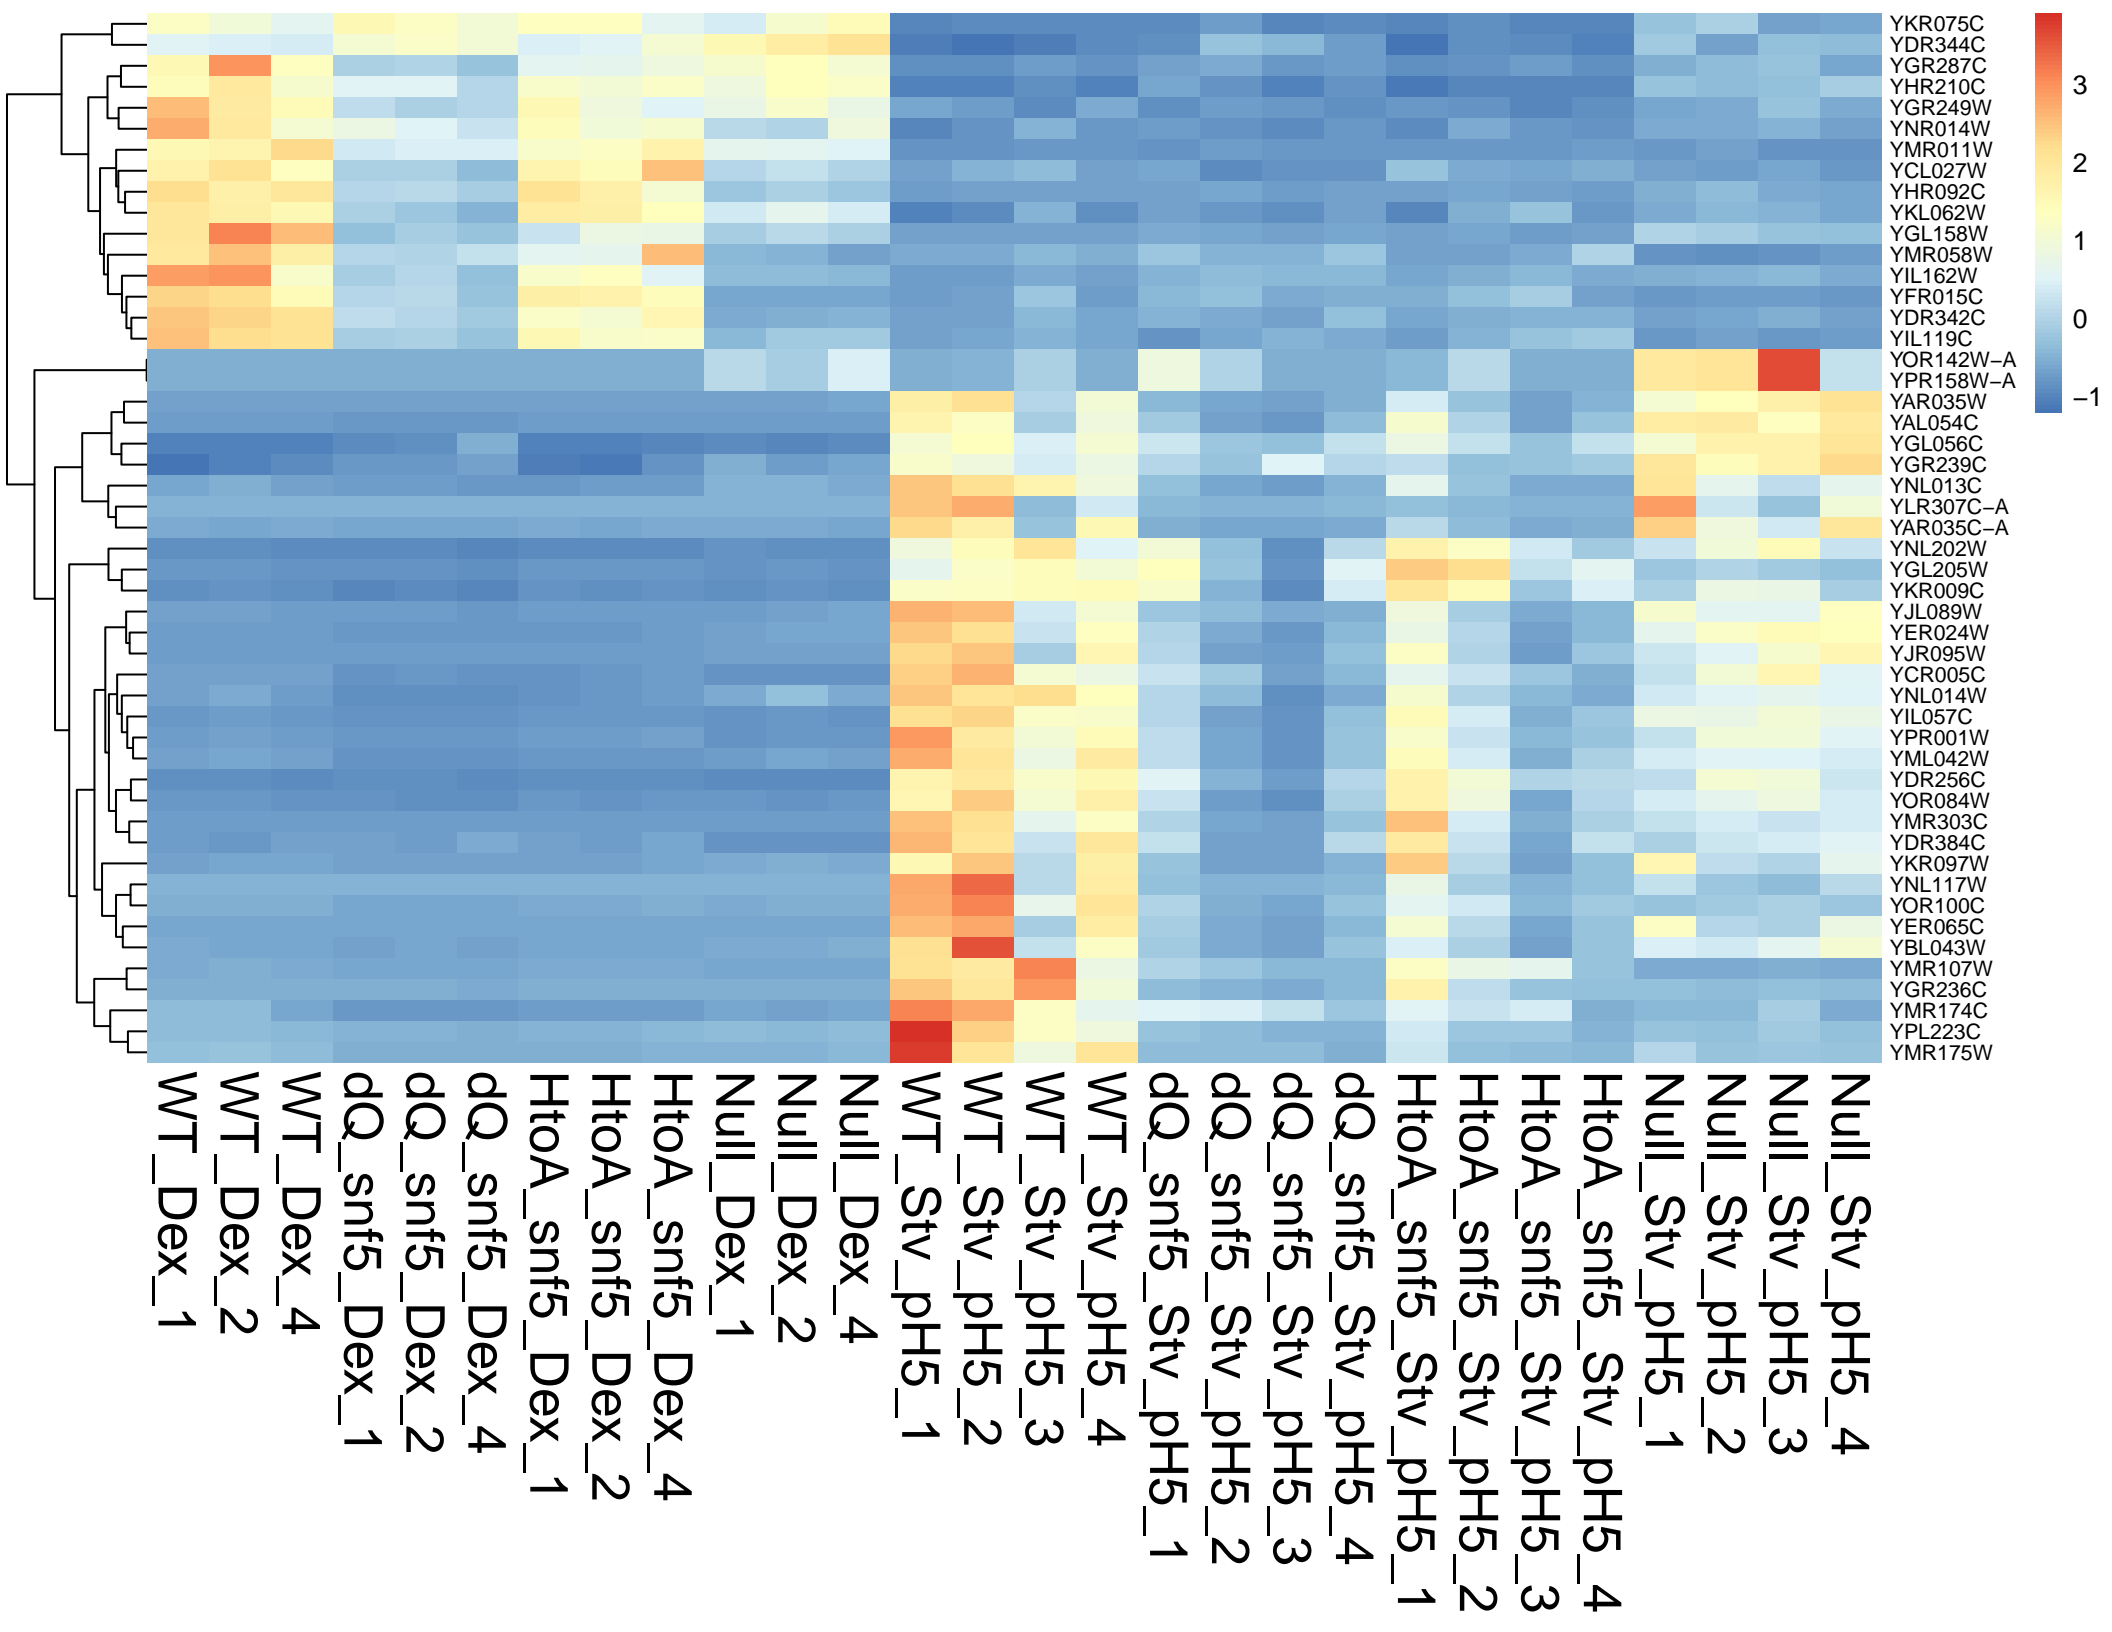 YKR075C
YDR344C
YGR287C
YHR210C
YGR249W
YNR014W
YMR011W
YCL027W
YHR092C
YKL062W
YGL158W
YMR058W
YIL162W
YFR015C
YDR342C
YIL119C
YOR142W−A
YPR158W−A
YAR035W
YAL054C
YGL056C
YGR239C
YNL013C
YLR307C−A
YAR035C−A
YNL202W
YGL205W
YKR009C
YJL089W
YER024W
YJR095W
YCR005C
YNL014W
YIL057C
YPR001W
YML042W
YDR256C
YOR084W
YMR303C
YDR384C
YKR097W
YNL117W
YOR100C
YER065C
YBL043W
YMR107W
YGR236C
YMR174C
YPL223C
YMR175W
3
2
1
0
−1
WT_Dex_1
WT_Dex_2
WT_Dex_4
dQ_snf5_Dex_1
dQ_snf5_Dex_2
dQ_snf5_Dex_4
HtoA_snf5_Dex_1
HtoA_snf5_Dex_2
HtoA_snf5_Dex_4
Null_Dex_1
Null_Dex_2
Null_Dex_4
WT_Stv_pH5_1
WT_Stv_pH5_2
WT_Stv_pH5_3
WT_Stv_pH5_4
dQ_snf5_Stv_pH5_1
dQ_snf5_Stv_pH5_2
dQ_snf5_Stv_pH5_3
dQ_snf5_Stv_pH5_4
HtoA_snf5_Stv_pH5_1
HtoA_snf5_Stv_pH5_2
HtoA_snf5_Stv_pH5_3
HtoA_snf5_Stv_pH5_4
Null_Stv_pH5_1
Null_Stv_pH5_2
Null_Stv_pH5_3
Null_Stv_pH5_4